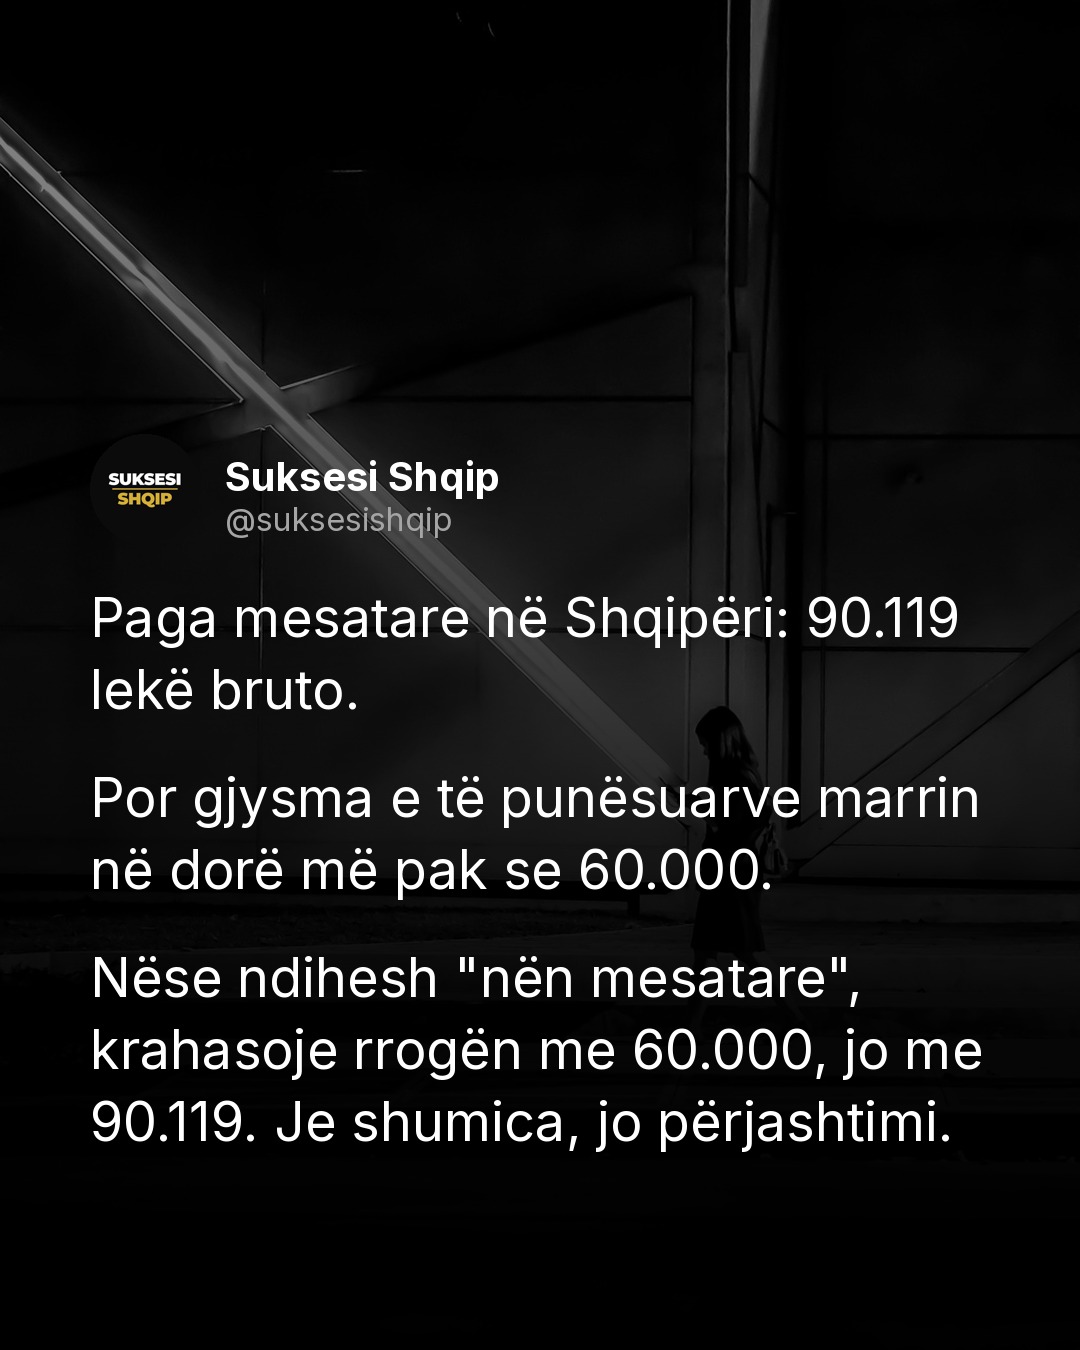 SUKSESI
SHQIP
Suksesi Shqip
@suksesishqip
Paga mesatare në Shqipëri: 90.119
lekë bruto.
Por gjysma e të punësuarve marrin
në dorë më pak se 60.000.
Nëse ndihesh "nën mesatare",
krahasoje rrogën me 60.000, jo me
90.119. Je shumica, jo përjashtimi.